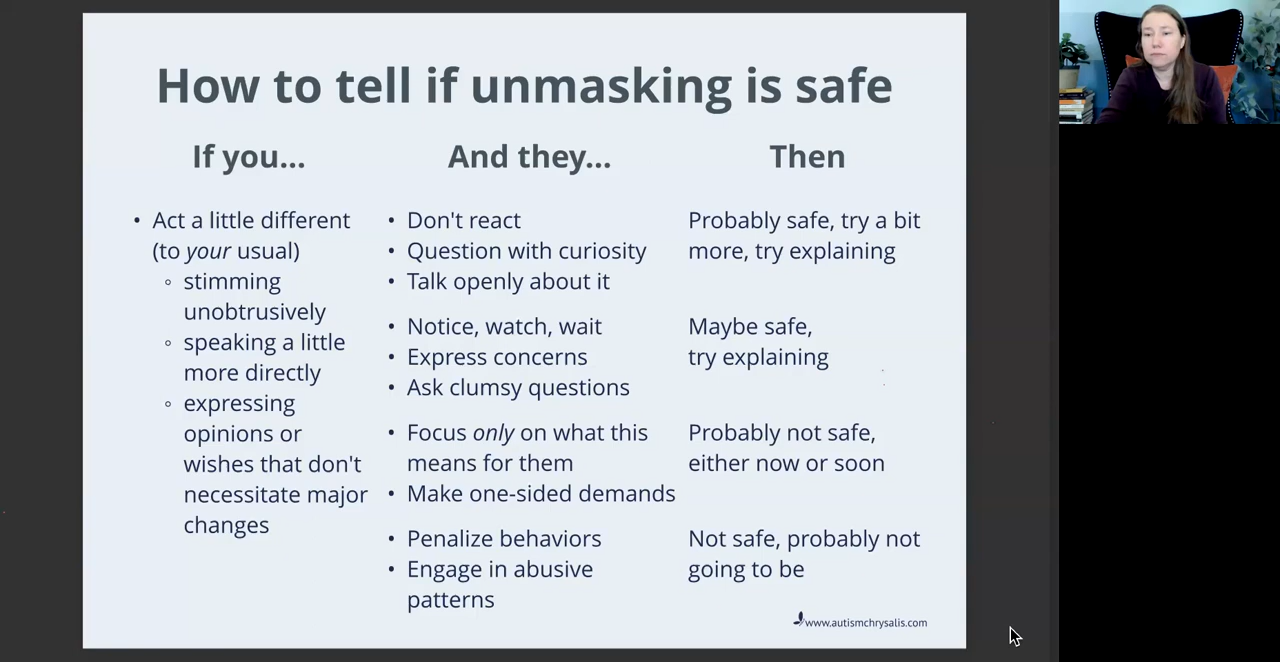 How to tell if unmasking is safe
If you...
• Act a little different
(to your usual)
◦ stimming
unobtrusively
◦ speaking a little
more directly
◦ expressing
opinions or
wishes that don't
necessitate major
changes
And they...
• Don't react
• Question with curiosity
• Talk openly about it
• Notice, watch, wait
• Express concerns
• Ask clumsy questions
• Focus only on what this
means for them
• Make one-sided demands
• Penalize behaviors
• Engage in abusive
patterns
Then
Probably safe, try a bit
more, try explaining
Maybe safe,
try explaining
Probably not safe,
either now or soon
Not safe, probably not
going to be
www.autismchrysalis.com